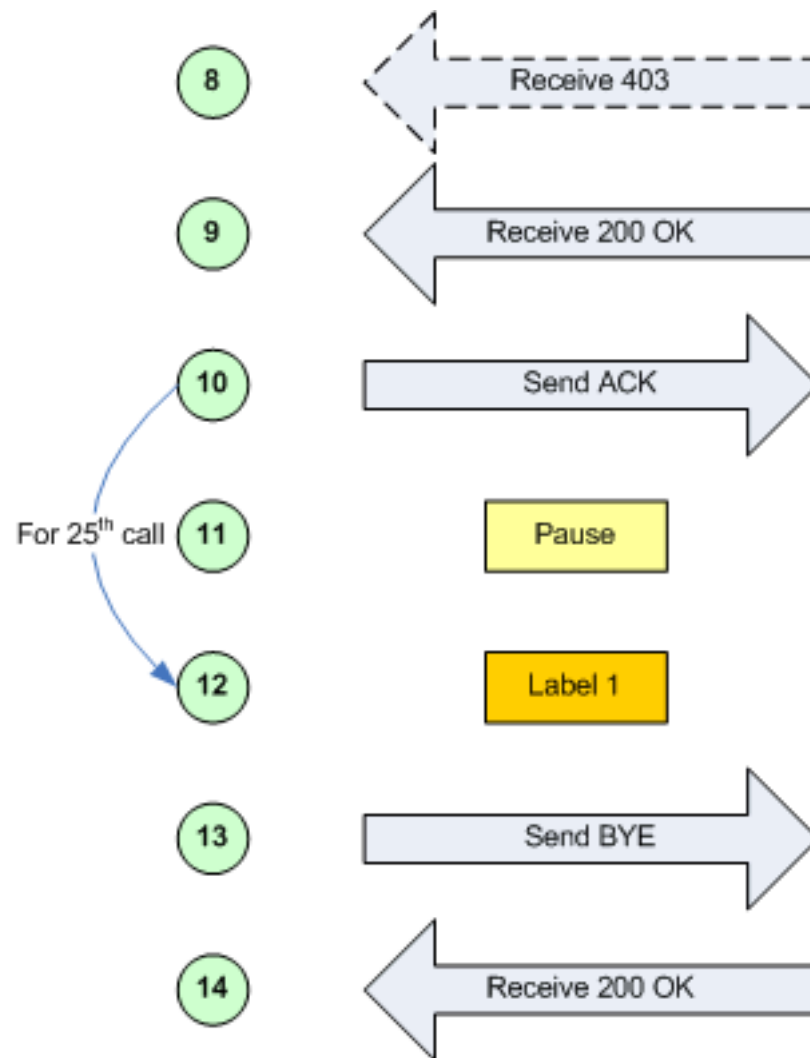 8
Receive 403
9
Receive 200 OK
10
Send ACK
For 25th call
11
Pause
12
Label 1
13
Send BYE
14
Receive 200 OK